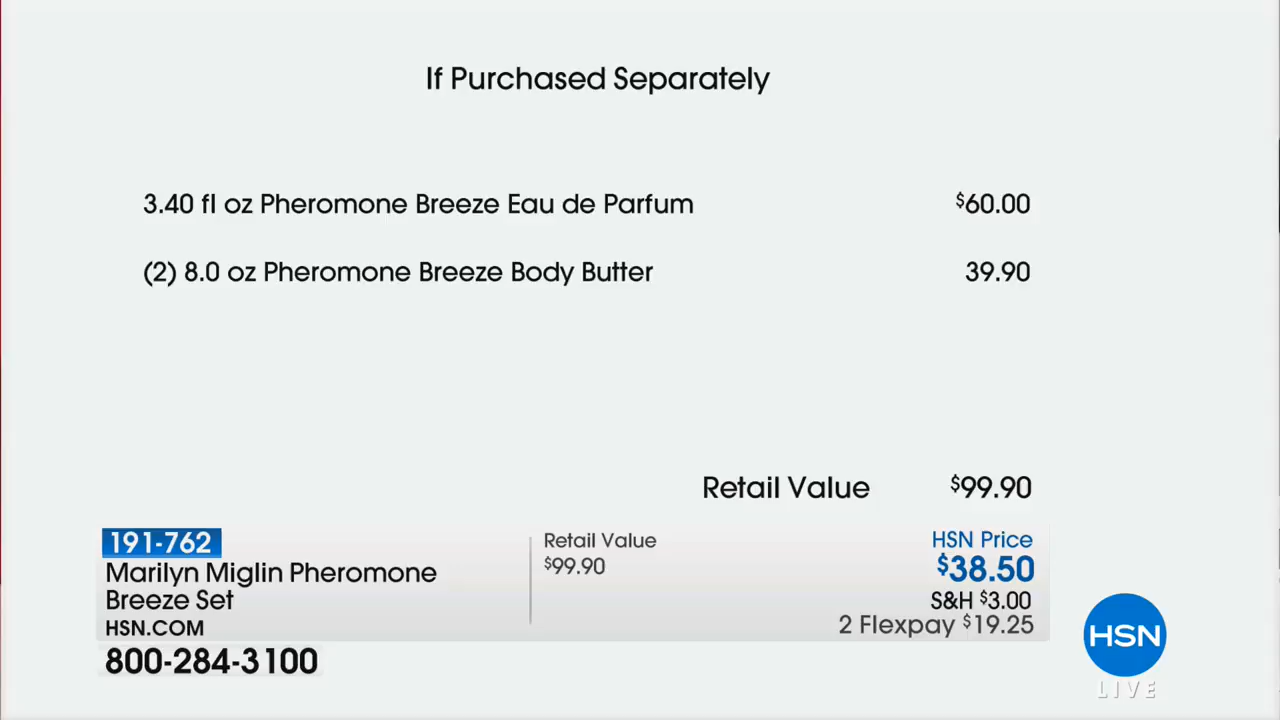 If Purchased Separately
3.40 fl oz Pheromone Breeze Eau de Parfum $60.00
(2) 8.0 oz Pheromone Breeze Body Butter 39.90
Retail Value $99.90
191-762
Marilyn Miglin Pheromone
Breeze Set
HSN.COM
800-284-3100
Retail Value
$99.90
HSN Price
$38.50
S&H $3.00
2 Flexpay $19.25
HSN
LIVE